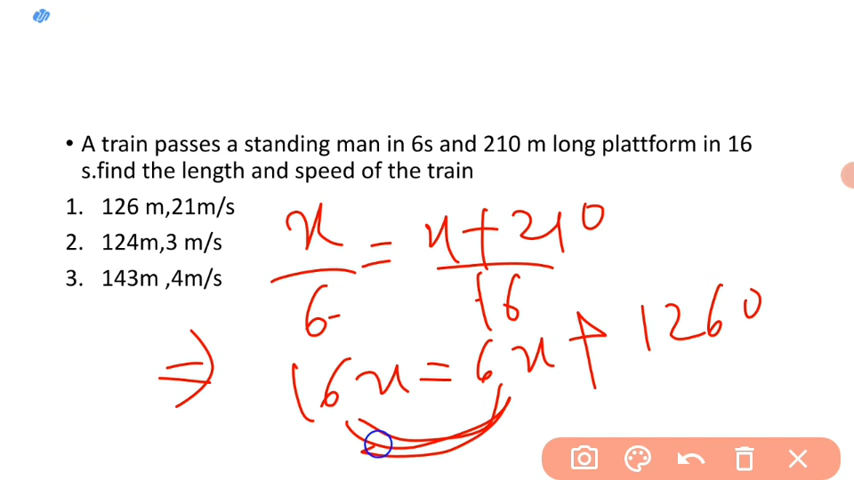 • A train passes a standing man in 6s and 210 m long plattform in 16
s.find the length and speed of the train
1. 126 m,21m/s
2. 124m,3 m/s
3. 143m ,4m/s
x/6 = x+210/16
⇒ 16x = 6x + 1260